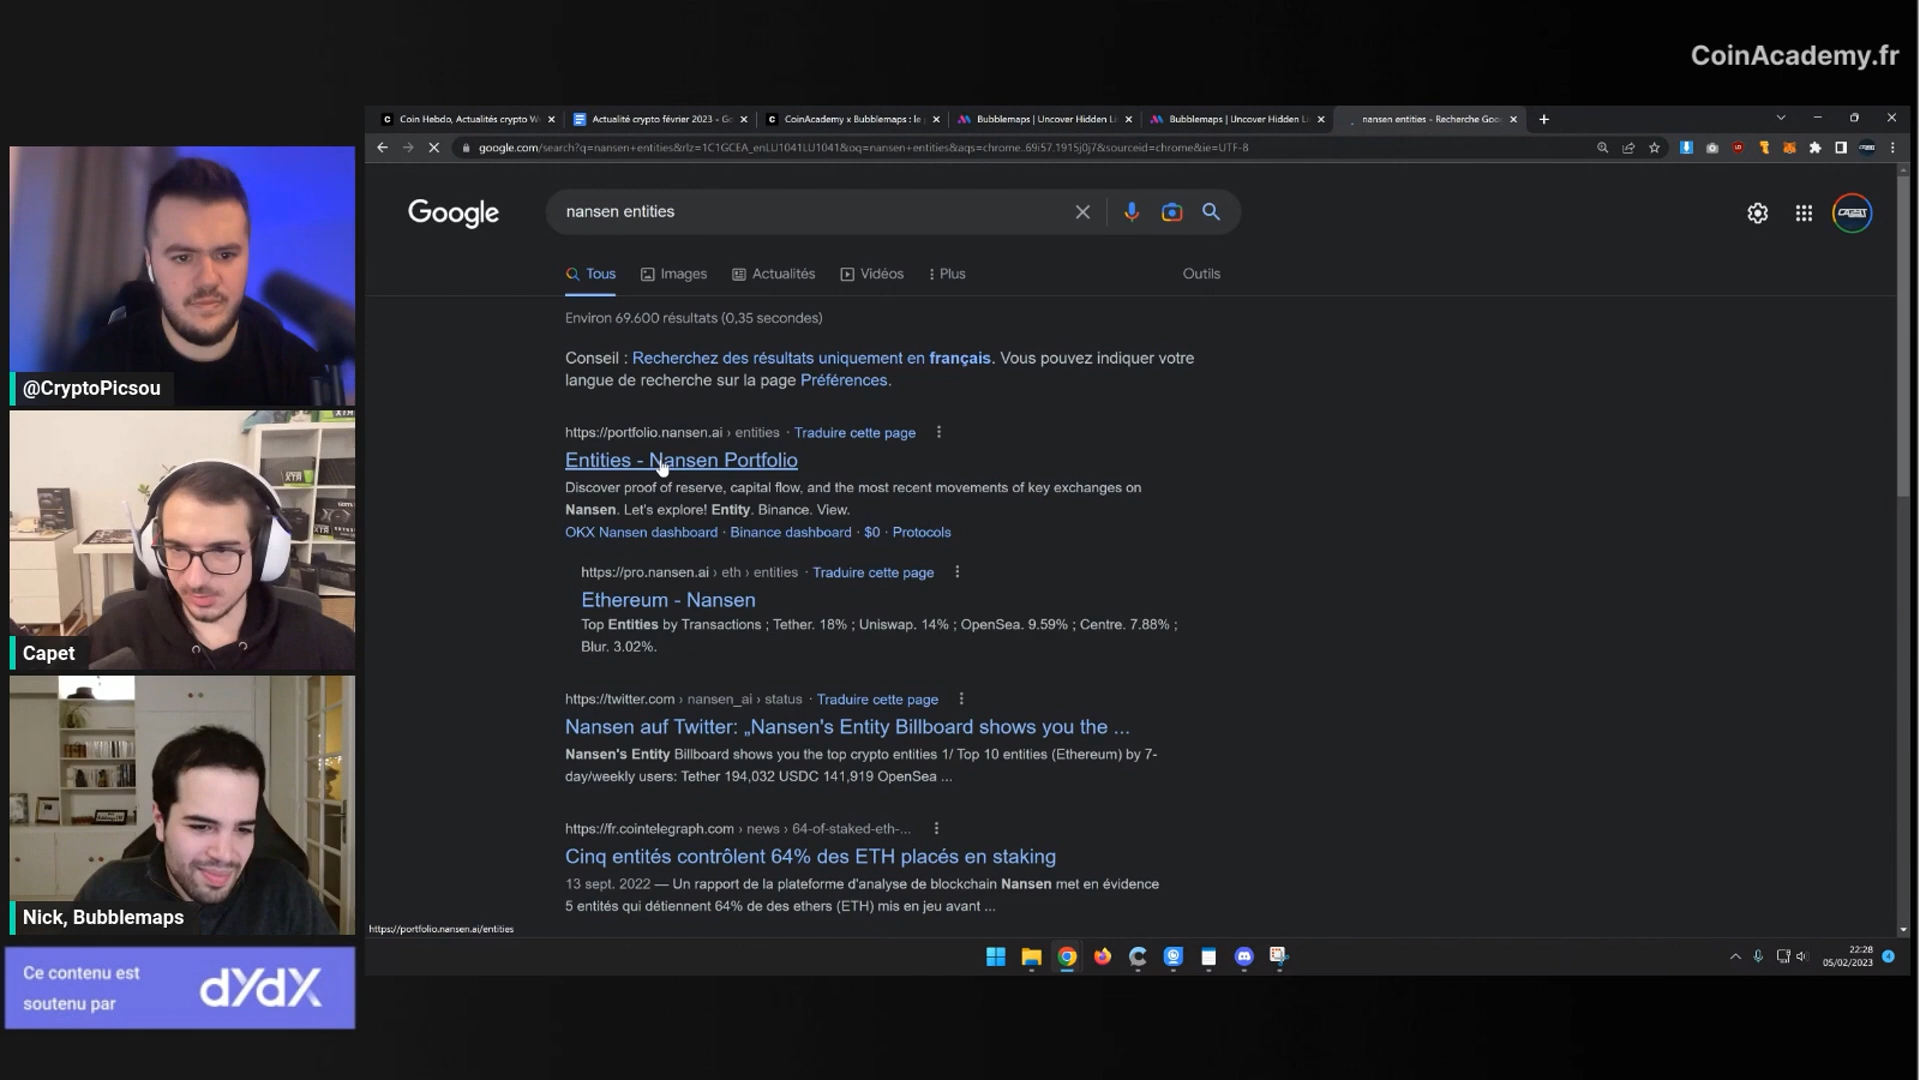 CoinAcademy.fr
Coin Hebdo, Actualités crypto W
Actualité crypto février 2023 - Go
CoinAcademy x Bubblemaps : le
Bubblemaps | Uncover Hidden Li
Bubblemaps | Uncover Hidden Li
nansen entities - Recherche Goo
google.com/search?q=nansen+entities&rlz=1C1GCEA_enLU1041LU1041&oq=nansen+entities&aqs=chrome..69i57.1915j0j7&sourceid=chrome&ie=UTF-8
Google
nansen entities
Tous
Images
Actualités
Vidéos
Plus
Outils
Environ 69.600 résultats (0,35 secondes)
Conseil : Recherchez des résultats uniquement en français. Vous pouvez indiquer votre
langue de recherche sur la page Préférences.
https://portfolio.nansen.ai › entities · Traduire cette page
Entities - Nansen Portfolio
Discover proof of reserve, capital flow, and the most recent movements of key exchanges on
Nansen. Let's explore! Entity. Binance. View.
OKX Nansen dashboard · Binance dashboard · $0 · Protocols
https://pro.nansen.ai › eth › entities · Traduire cette page
Ethereum - Nansen
Top Entities by Transactions ; Tether. 18% ; Uniswap. 14% ; OpenSea. 9.59% ; Centre. 7.88% ;
Blur. 3.02%.
https://twitter.com › nansen_ai › status · Traduire cette page
Nansen auf Twitter: „Nansen's Entity Billboard shows you the ...
Nansen's Entity Billboard shows you the top crypto entities 1/ Top 10 entities (Ethereum) by 7-
day/weekly users: Tether 194,032 USDC 141,919 OpenSea ...
https://fr.cointelegraph.com › news › 64-of-staked-eth-...
Cinq entités contrôlent 64% des ETH placés en staking
13 sept. 2022 — Un rapport de la plateforme d'analyse de blockchain Nansen met en évidence
5 entités qui détiennent 64% de des ethers (ETH) mis en jeu avant ...
https://portfolio.nansen.ai/entities
22:28
05/02/2023
@CryptoPicsou
Capet
Nick, Bubblemaps
Ce contenu est
soutenu par
dYdX